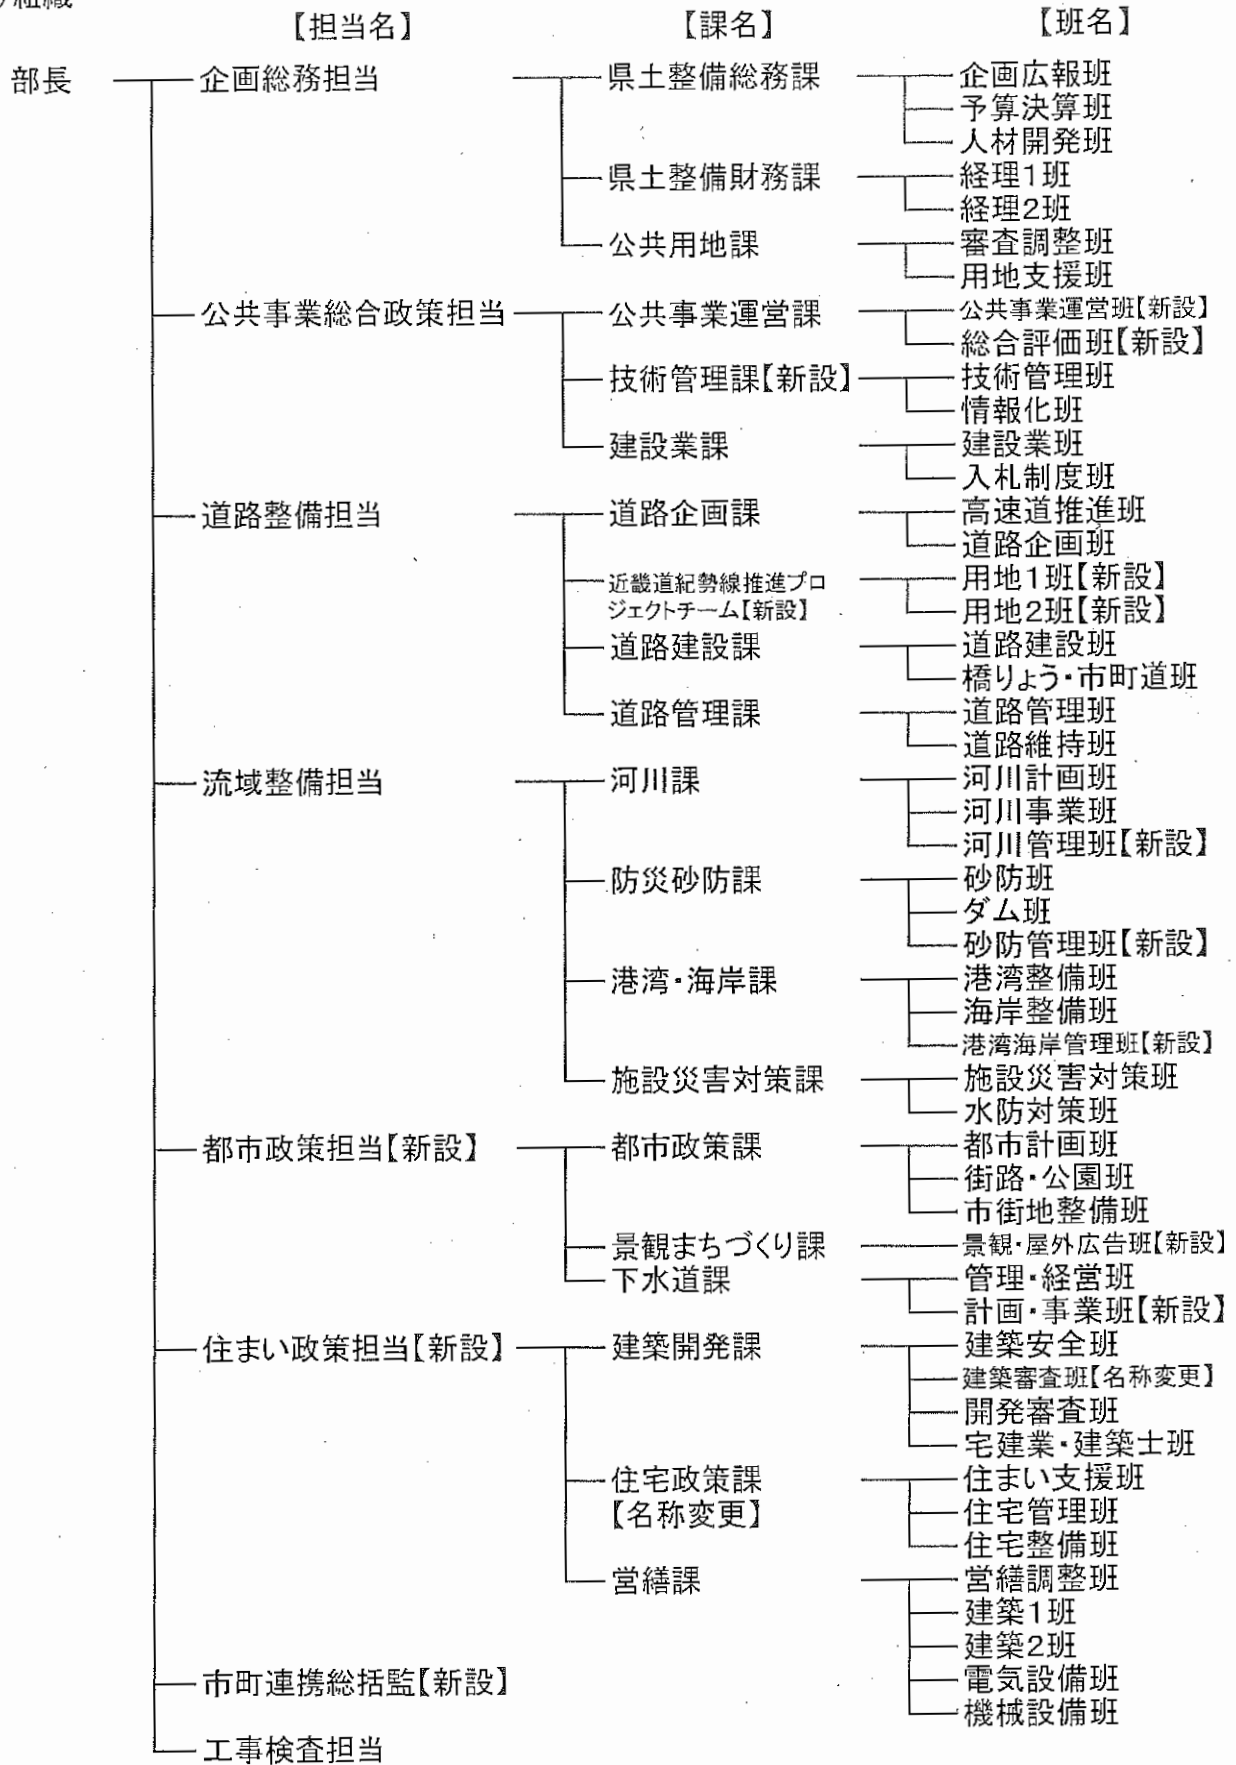 組織
【担当名】 【課名】 【班名】
部長 企画総務担当 県土整備総務課 企画広報班
予算決算班
人材開発班
県土整備財務課 経理1班
経理2班
公共用地課 審査調整班
用地支援班
公共事業総合政策担当 公共事業運営課 公共事業運営班【新設】
総合評価班【新設】
技術管理課【新設】 技術管理班
情報化班
建設業課 建設業班
入札制度班
道路整備担当 道路企画課 高速道推進班
道路企画班
近畿道紀勢線推進プロ 用地1班【新設】
ジェクトチーム【新設】 用地2班【新設】
道路建設課 道路建設班
橋りょう・市町道班
道路管理課 道路管理班
道路維持班
流域整備担当 河川課 河川計画班
河川事業班
河川管理班【新設】
防災砂防課 砂防班
ダム班
砂防管理班【新設】
港湾・海岸課 港湾整備班
海岸整備班
港湾海岸管理班【新設】
施設災害対策課 施設災害対策班
水防対策班
都市政策担当【新設】 都市政策課 都市計画班
街路・公園班
市街地整備班
景観まちづくり課 景観・屋外広告班【新設】
下水道課 管理・経営班
計画・事業班【新設】
住まい政策担当【新設】 建築開発課 建築安全班
建築審査班【名称変更】
開発審査班
宅建業・建築士班
住宅政策課 住まい支援班
【名称変更】 住宅管理班
住宅整備班
営繕課 営繕調整班
建築1班
建築2班
市町連携総括監【新設】 電気設備班
機械設備班
工事検査担当